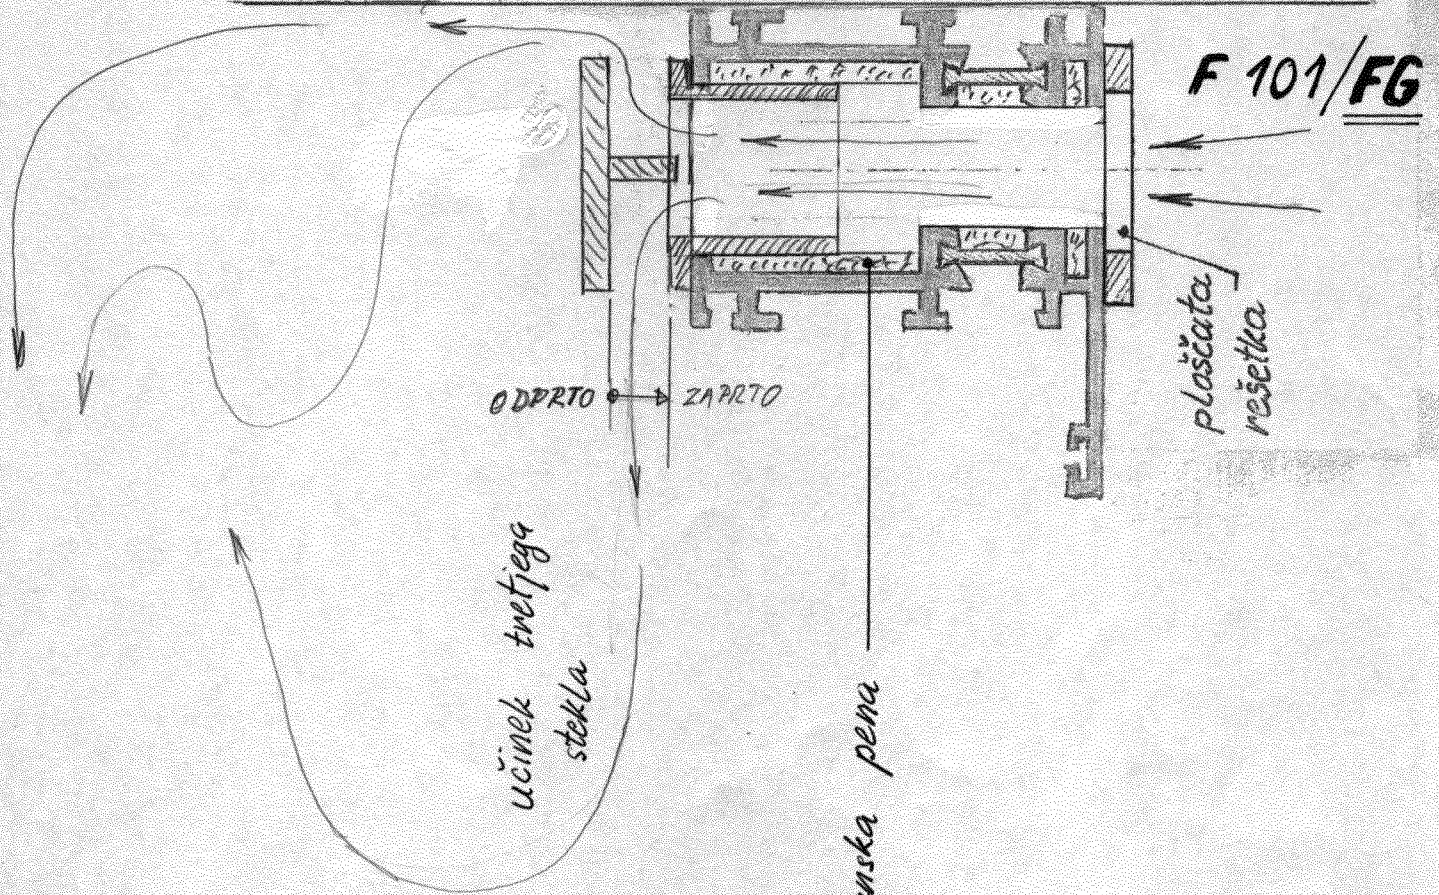 F 101/FG
ODPRTO ZAPRTO
ploščata
rešetka
učinek tretjega
stekla
pena